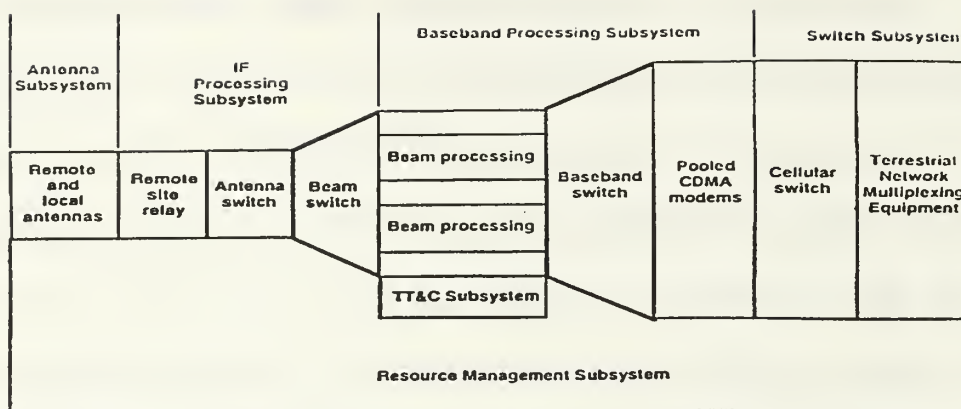 Baseband Processing Subsystem
Switch Subsystem
Antenna
Subsystem
IF
Processing
Subsystem
Remote
and
local
antennas
Remote
site
relay
Antenna
switch
Beam
switch
Beam processing
Beam processing
TT&C Subsystem
Baseband
switch
Pooled
CDMA
modems
Cellular
switch
Terrestrial
Network
Multiplexing
Equipment
Resource Management Subsystem